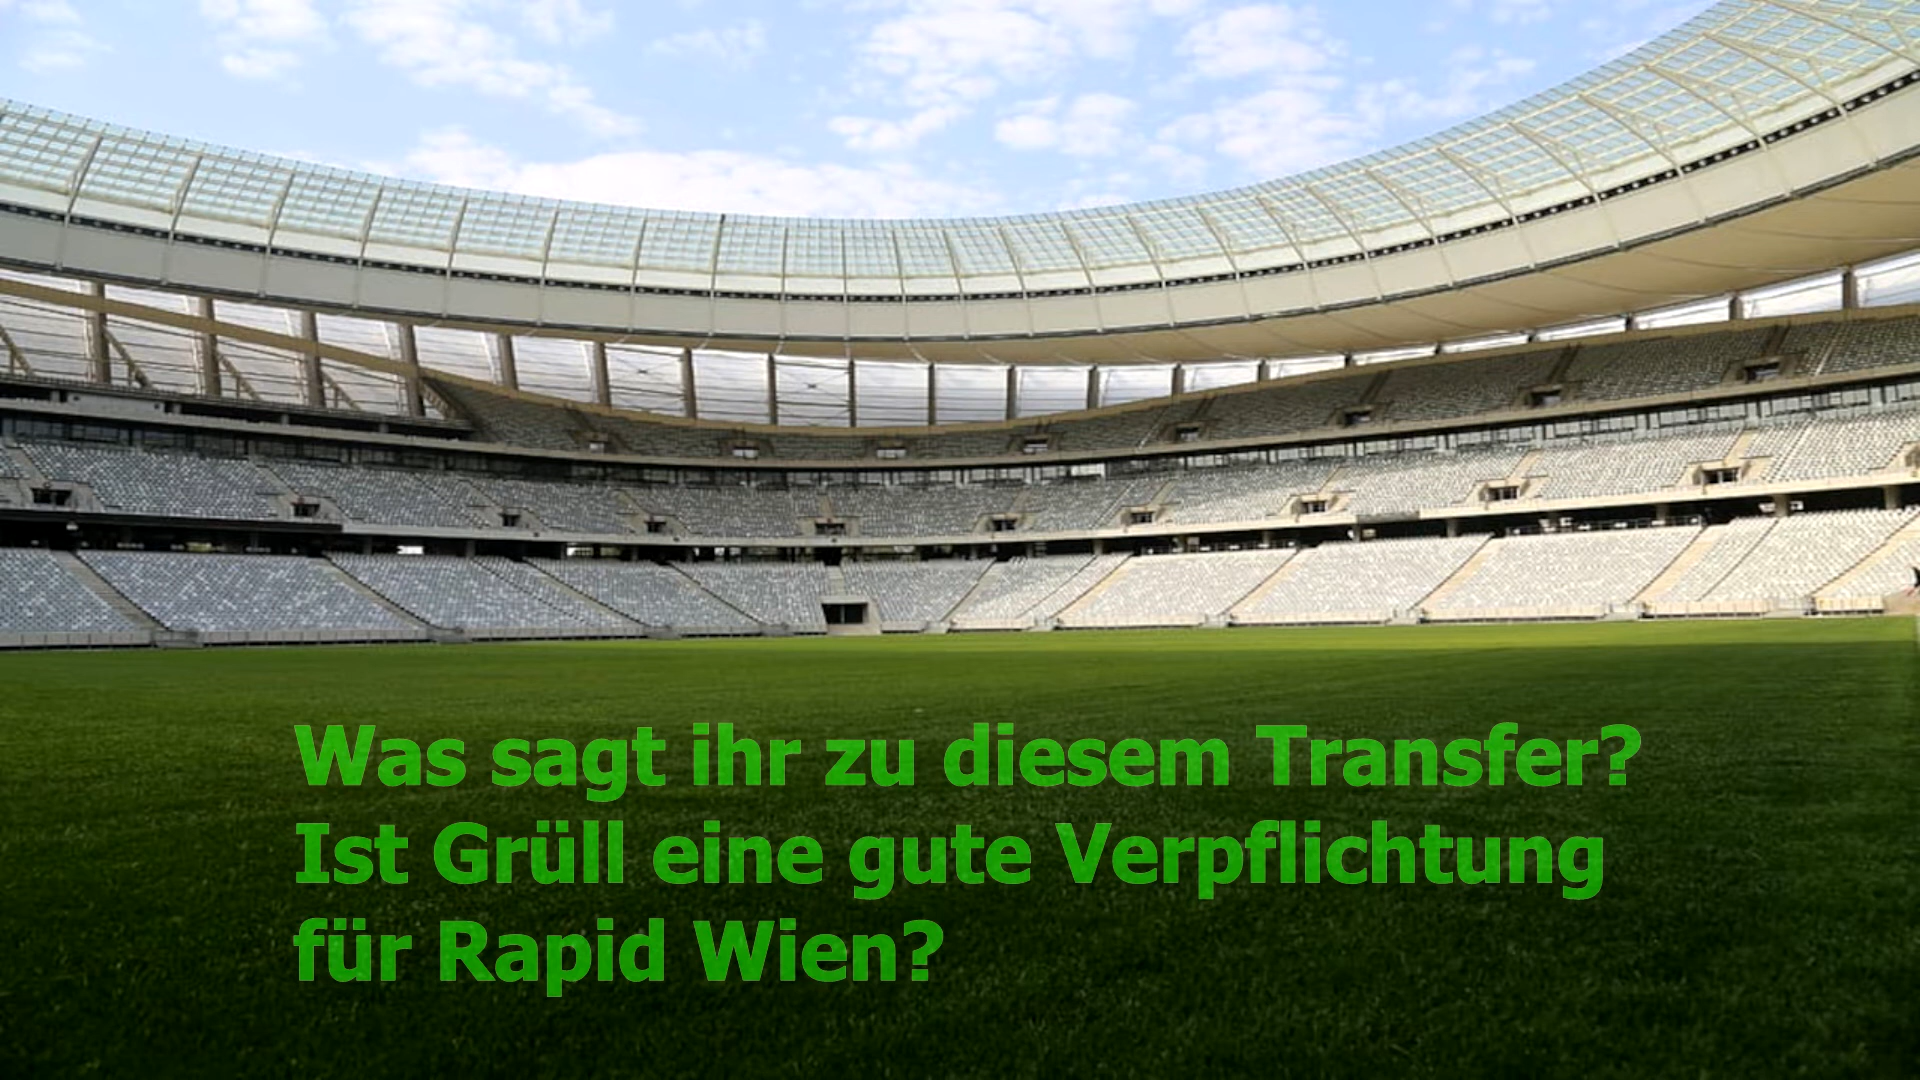 Was sagt ihr zu diesem Transfer?
Ist Grüll eine gute Verpflichtung
für Rapid Wien?